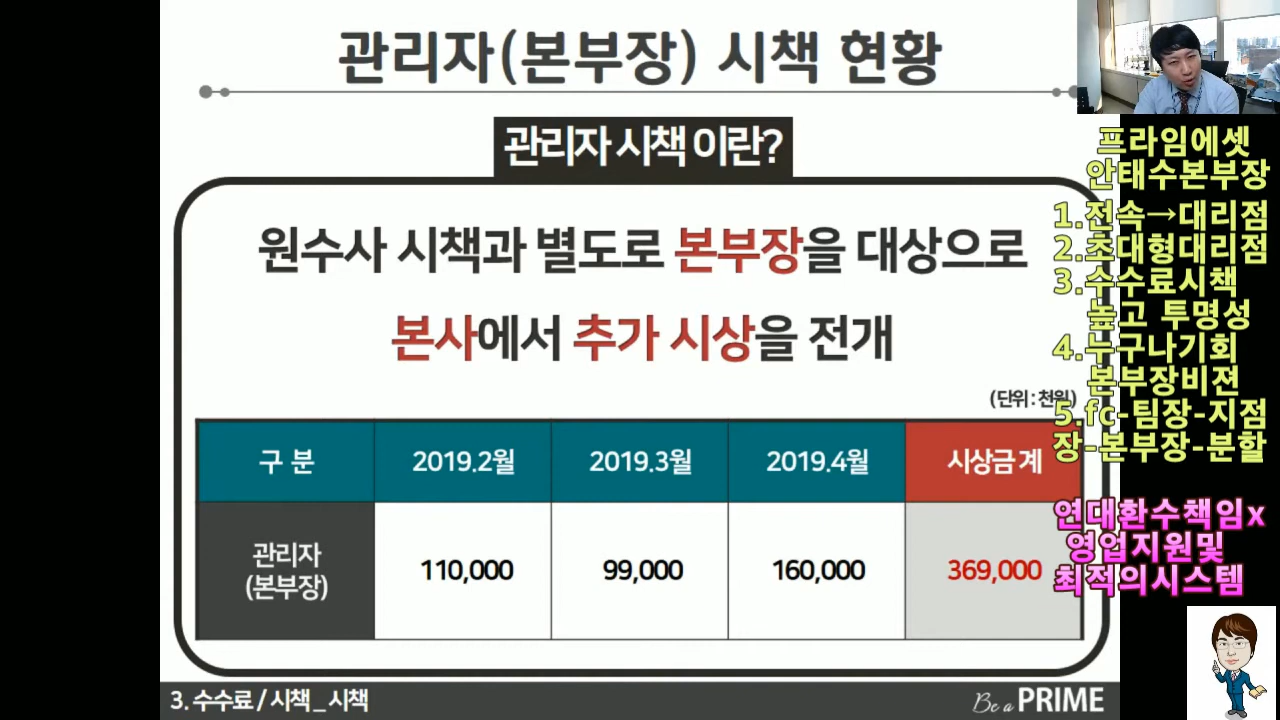 관리자(본부장) 시책 현황
관리자 시책 이란?
원수사 시책과 별도로 본부장을 대상으로
본사에서 추가 시상을 전개
(단위:천원)
구 분 2019.2월 2019.3월 2019.4월 시상금 계
관리자
(본부장)
110,000 99,000 160,000 369,000
3. 수수료 / 시책 _ 시책
Be a PRIME
프라임에셋
안태수본부장
1.전속→대리점
2.초대형대리점
3.수수료시책
높고 투명성
4.누구나기회
본부장비젼
5.fc-팀장-지점
장-본부장-분할
연대환수책임x
영업지원및
최적의시스템